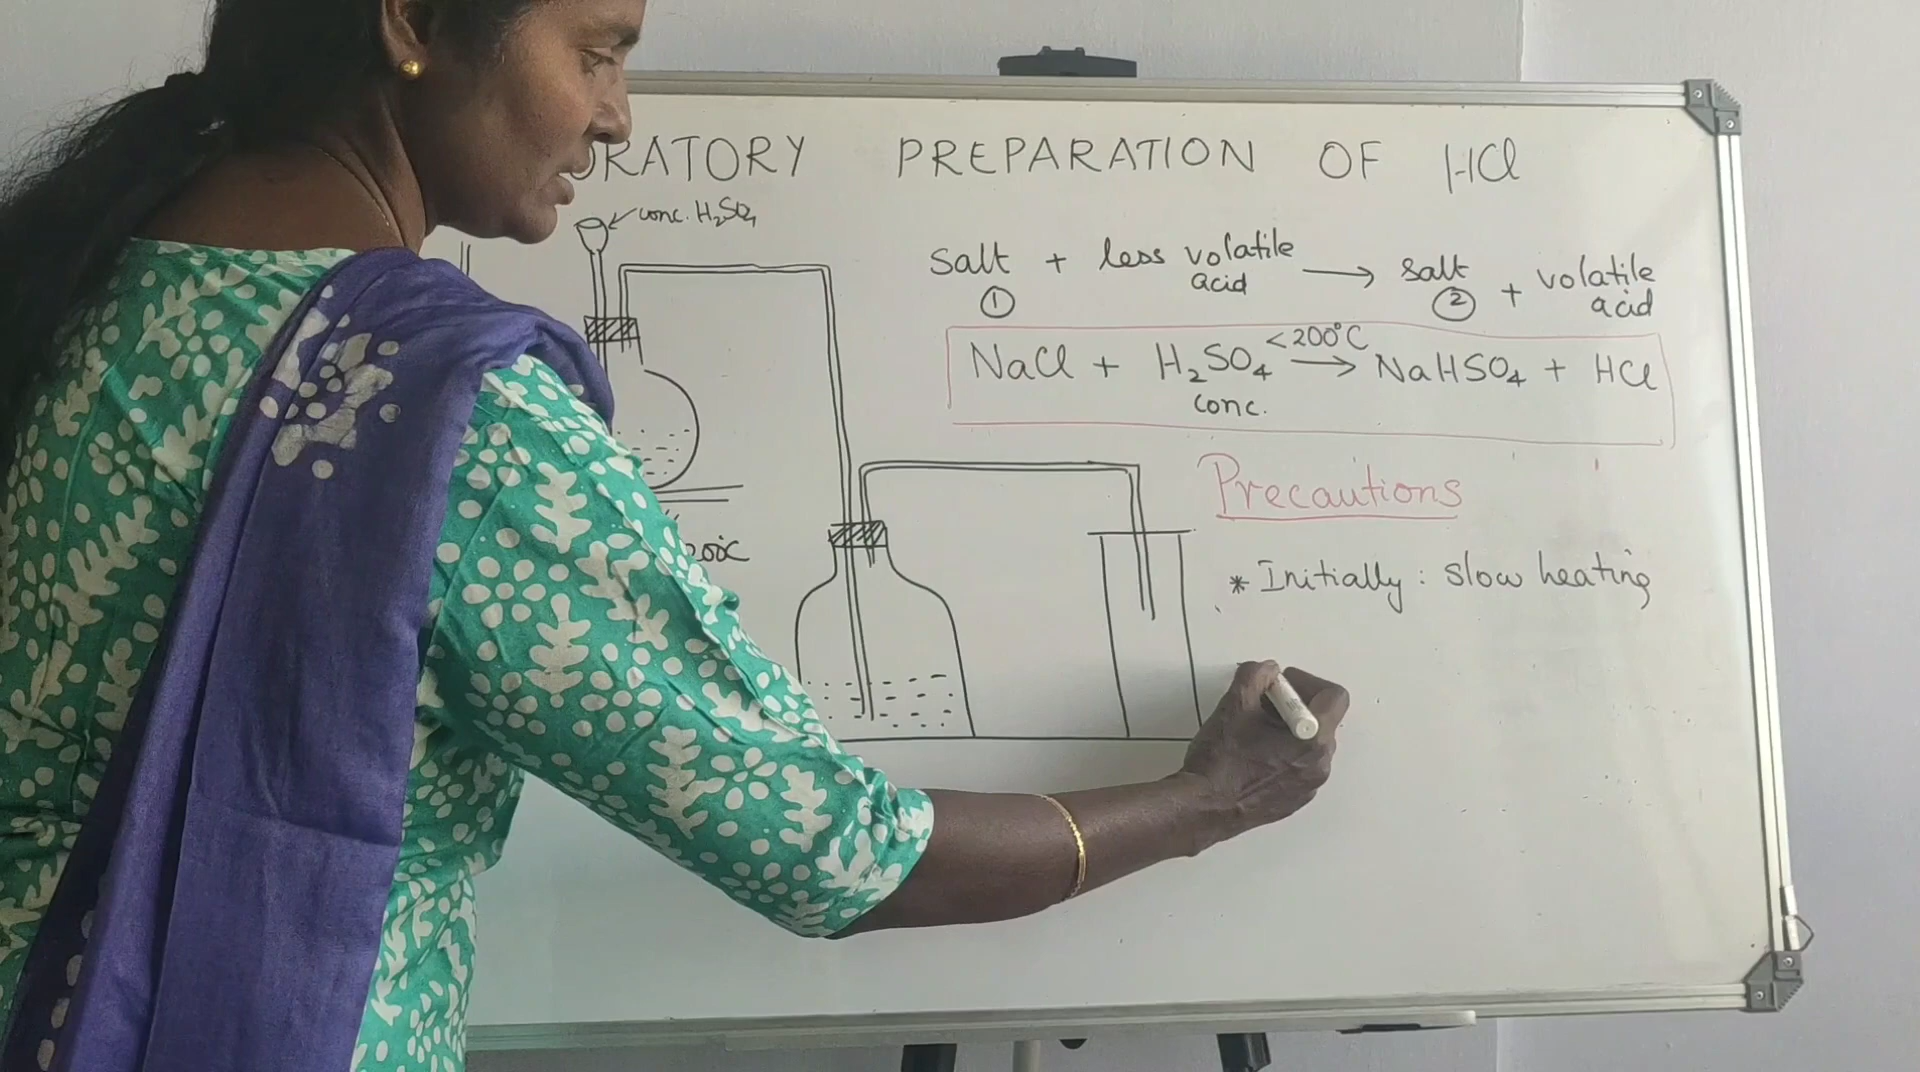 ORATORY PREPARATION OF HCl
conc. H₂SO₄
Salt + less volatile acid → salt + volatile acid
① ②
<200°C
NaCl + H₂SO₄ → NaHSO₄ + HCl
conc.
Precautions
* Initially : slow heating